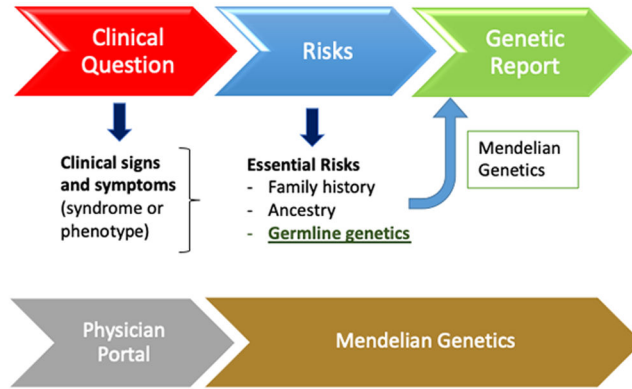 Clinical
Question
Risks
Genetic
Report
Clinical signs
and symptoms
(syndrome or
phenotype)
Essential Risks
- Family history
- Ancestry
- Germline genetics
Mendelian
Genetics
Physician
Portal
Mendelian Genetics